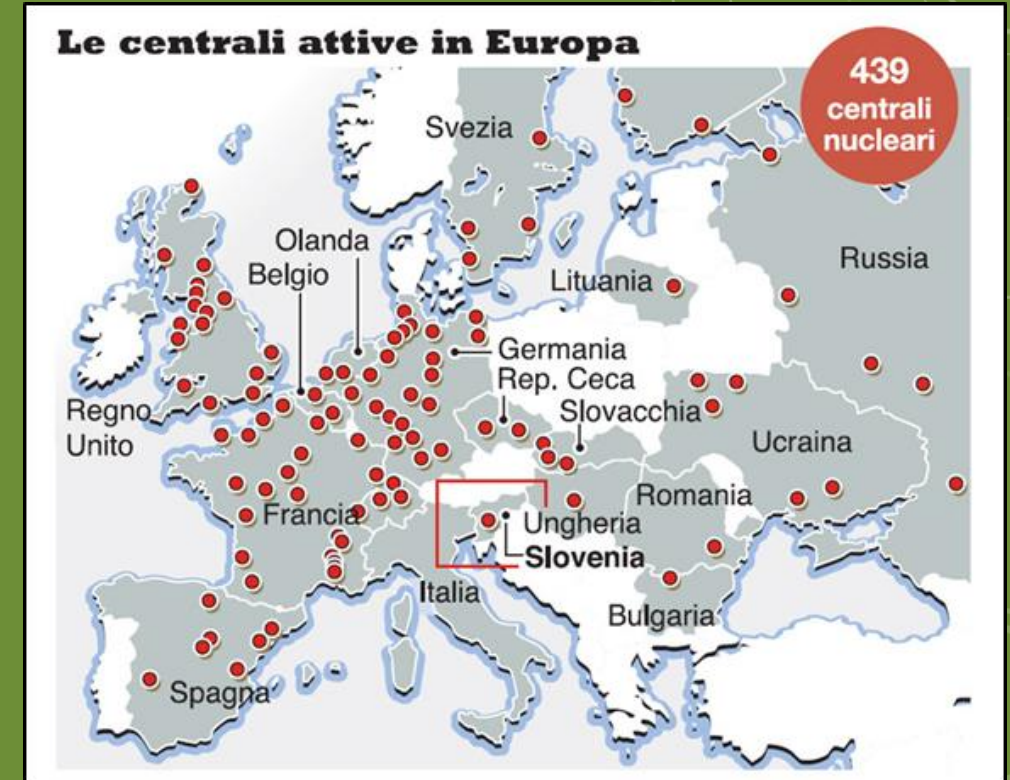 Le centrali attive in Europa
439
centrali
nucleari
Svezia
Olanda
Belgio
Russia
Lituania
Germania
Rep. Ceca
Slovacchia
Regno
Unito
Ucraina
Romania
Francia
Ungheria
Slovenia
Italia
Bulgaria
Spagna